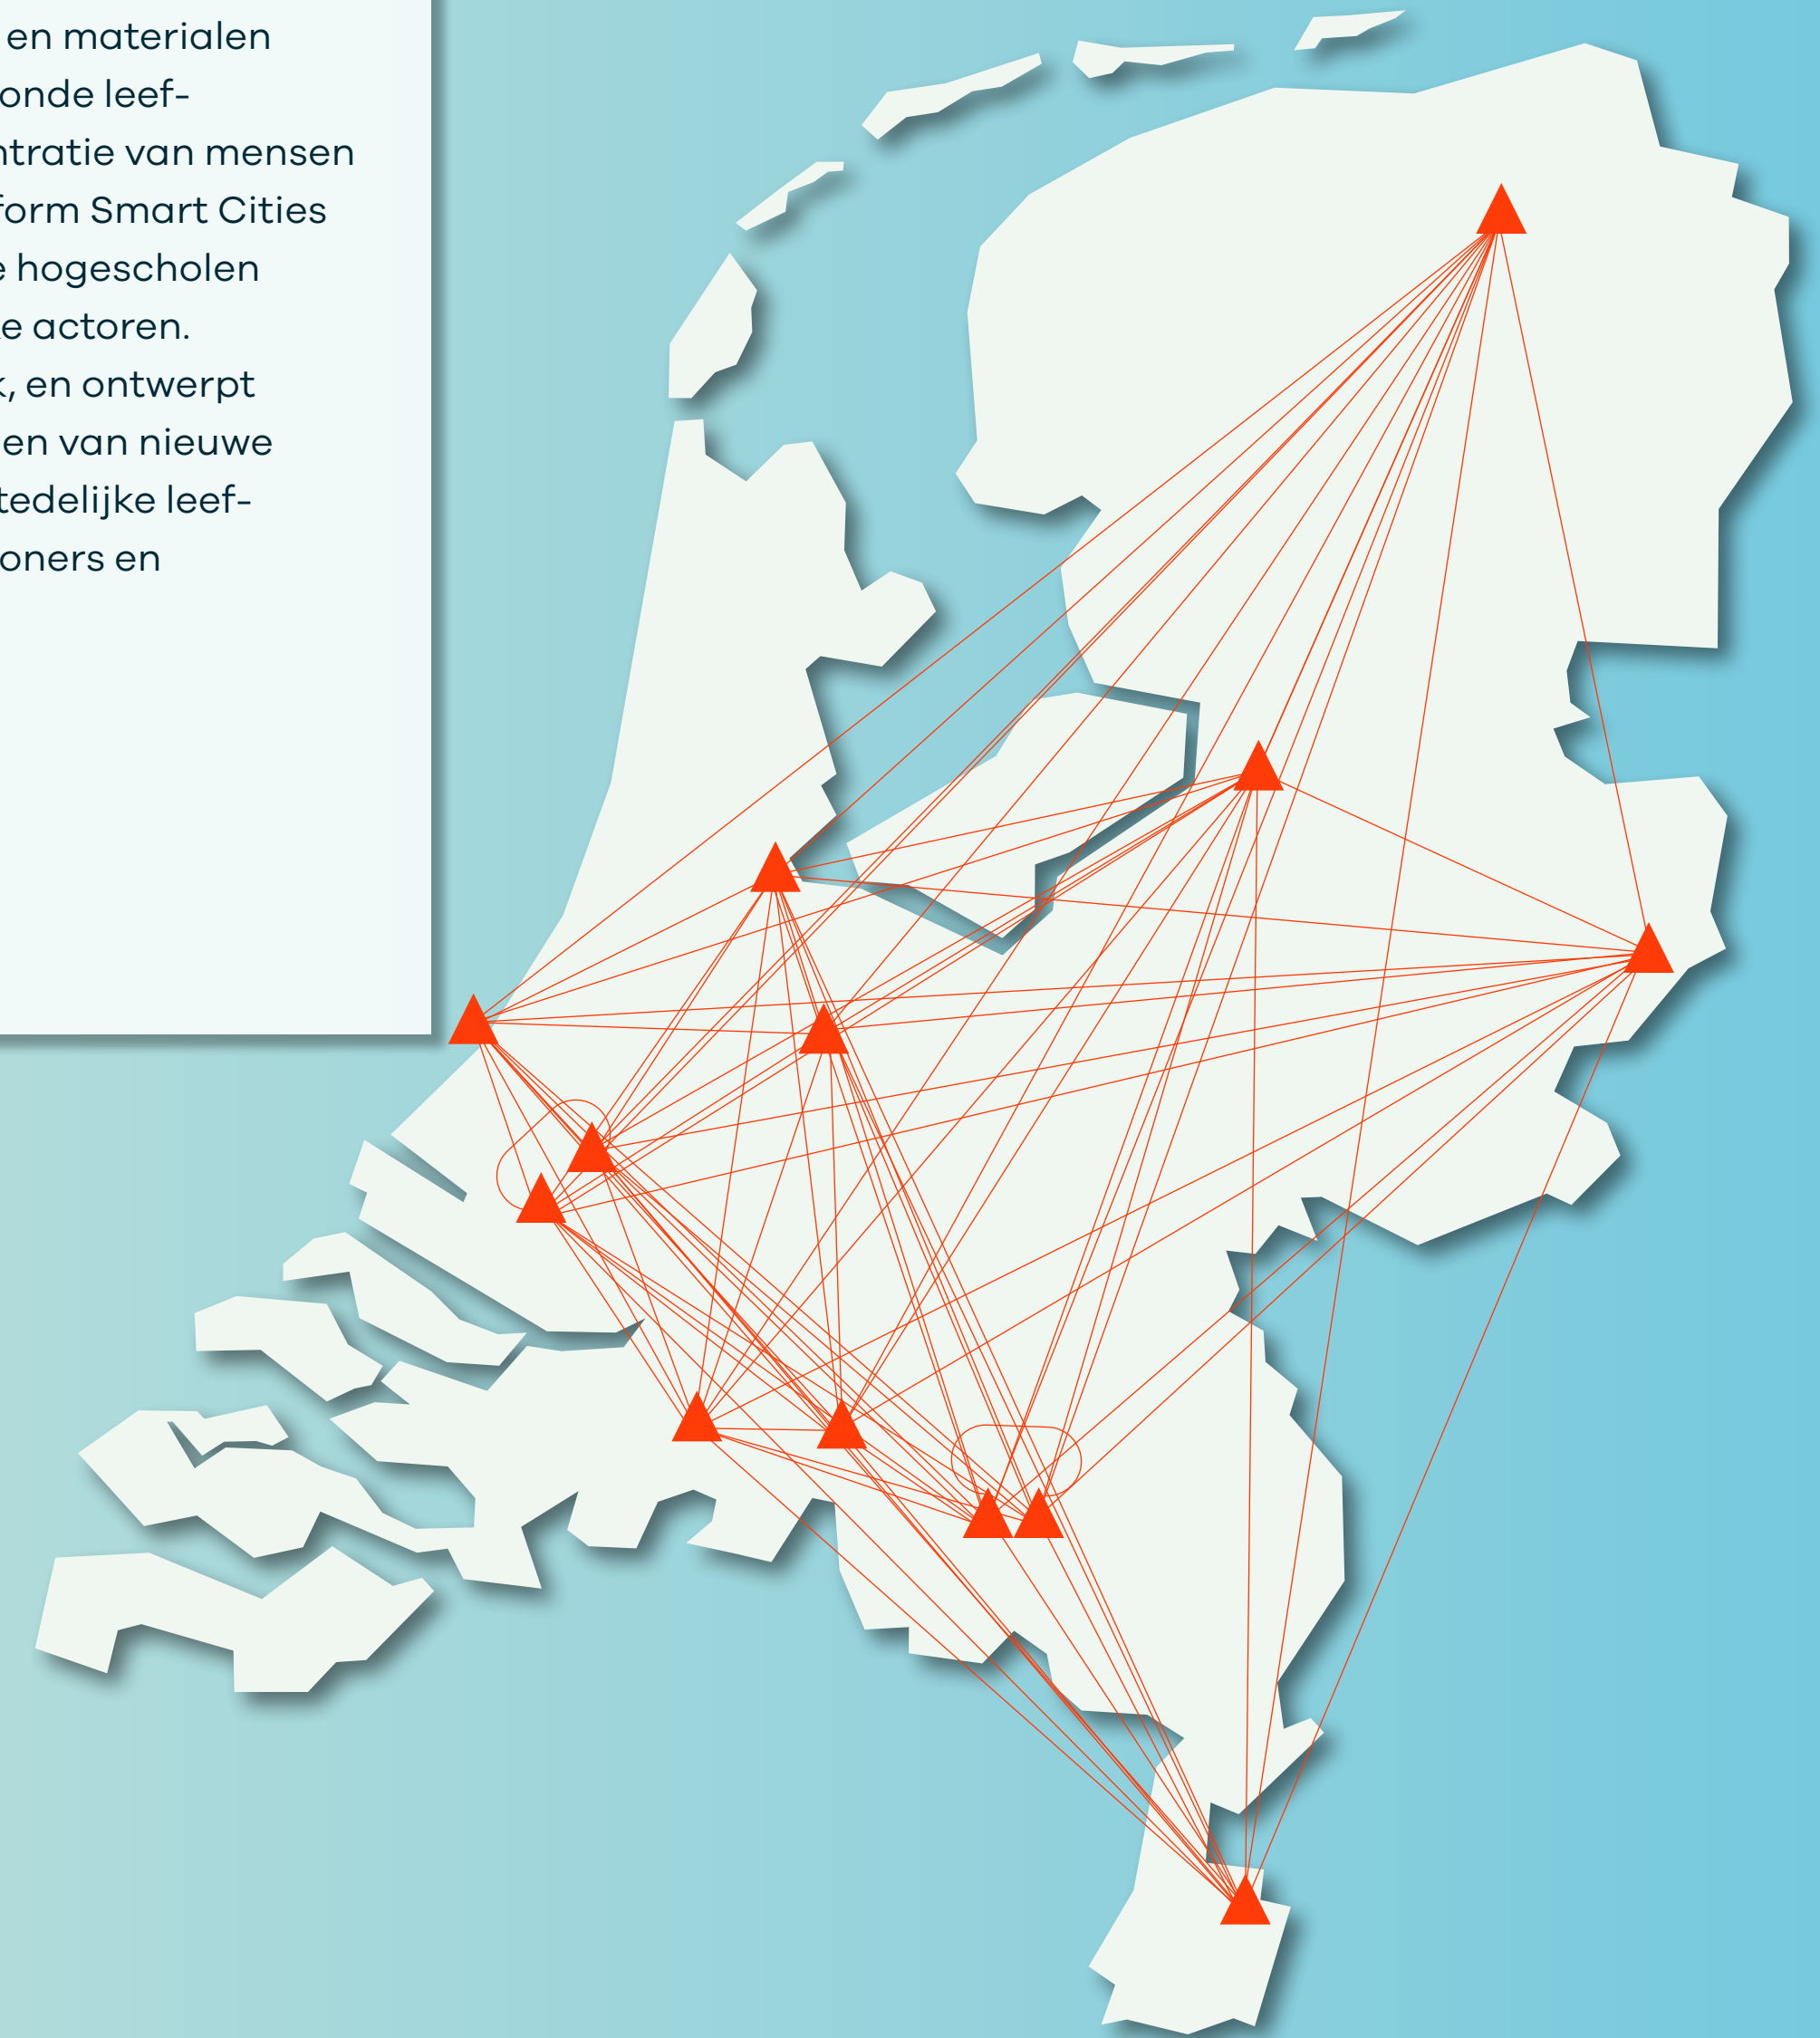 en materialen
onde leef-
ntratie van mensen
form Smart Cities
e hogescholen
e actoren.
k, en ontwerpt
en van nieuwe
tedelijke leef-
oners en